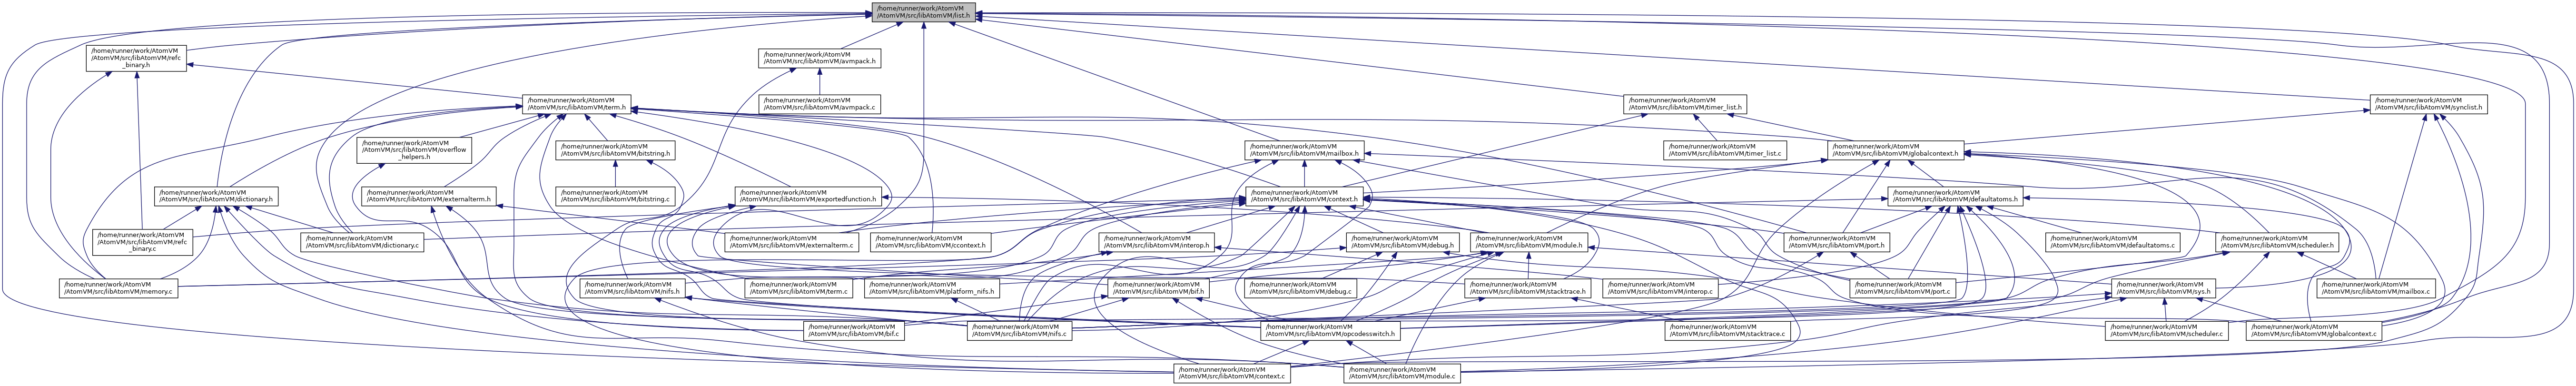 /home/runner/work/AtomVM
/AtomVM/src/libAtomVM/list.h
/home/runner/work/AtomVM
/AtomVM/src/libAtomVM/refc
_binary.h
/home/runner/work/AtomVM
/AtomVM/src/libAtomVM/avmpack.h
/home/runner/work/AtomVM
/AtomVM/src/libAtomVM/term.h
/home/runner/work/AtomVM
/AtomVM/src/libAtomVM/avmpack.c
/home/runner/work/AtomVM
/AtomVM/src/libAtomVM/timer_list.h
/home/runner/work/AtomVM
/AtomVM/src/libAtomVM/synclist.h
/home/runner/work/AtomVM
/AtomVM/src/libAtomVM/overflow
_helpers.h
/home/runner/work/AtomVM
/AtomVM/src/libAtomVM/bitstring.h
/home/runner/work/AtomVM
/AtomVM/src/libAtomVM/mailbox.h
/home/runner/work/AtomVM
/AtomVM/src/libAtomVM/timer_list.c
/home/runner/work/AtomVM
/AtomVM/src/libAtomVM/globalcontext.h
/home/runner/work/AtomVM
/AtomVM/src/libAtomVM/dictionary.h
/home/runner/work/AtomVM
/AtomVM/src/libAtomVM/externalterm.h
/home/runner/work/AtomVM
/AtomVM/src/libAtomVM/bitstring.c
/home/runner/work/AtomVM
/AtomVM/src/libAtomVM/exportedfunction.h
/home/runner/work/AtomVM
/AtomVM/src/libAtomVM/context.h
/home/runner/work/AtomVM
/AtomVM/src/libAtomVM/defaultatoms.h
/home/runner/work/AtomVM
/AtomVM/src/libAtomVM/refc
_binary.c
/home/runner/work/AtomVM
/AtomVM/src/libAtomVM/dictionary.c
/home/runner/work/AtomVM
/AtomVM/src/libAtomVM/externalterm.c
/home/runner/work/AtomVM
/AtomVM/src/libAtomVM/ccontext.h
/home/runner/work/AtomVM
/AtomVM/src/libAtomVM/interop.h
/home/runner/work/AtomVM
/AtomVM/src/libAtomVM/debug.h
/home/runner/work/AtomVM
/AtomVM/src/libAtomVM/module.h
/home/runner/work/AtomVM
/AtomVM/src/libAtomVM/port.h
/home/runner/work/AtomVM
/AtomVM/src/libAtomVM/defaultatoms.c
/home/runner/work/AtomVM
/AtomVM/src/libAtomVM/scheduler.h
/home/runner/work/AtomVM
/AtomVM/src/libAtomVM/memory.c
/home/runner/work/AtomVM
/AtomVM/src/libAtomVM/nifs.h
/home/runner/work/AtomVM
/AtomVM/src/libAtomVM/term.c
/home/runner/work/AtomVM
/AtomVM/src/libAtomVM/platform_nifs.h
/home/runner/work/AtomVM
/AtomVM/src/libAtomVM/bif.h
/home/runner/work/AtomVM
/AtomVM/src/libAtomVM/debug.c
/home/runner/work/AtomVM
/AtomVM/src/libAtomVM/stacktrace.h
/home/runner/work/AtomVM
/AtomVM/src/libAtomVM/interop.c
/home/runner/work/AtomVM
/AtomVM/src/libAtomVM/port.c
/home/runner/work/AtomVM
/AtomVM/src/libAtomVM/sys.h
/home/runner/work/AtomVM
/AtomVM/src/libAtomVM/mailbox.c
/home/runner/work/AtomVM
/AtomVM/src/libAtomVM/bif.c
/home/runner/work/AtomVM
/AtomVM/src/libAtomVM/nifs.c
/home/runner/work/AtomVM
/AtomVM/src/libAtomVM/opcodesswitch.h
/home/runner/work/AtomVM
/AtomVM/src/libAtomVM/stacktrace.c
/home/runner/work/AtomVM
/AtomVM/src/libAtomVM/scheduler.c
/home/runner/work/AtomVM
/AtomVM/src/libAtomVM/globalcontext.c
/home/runner/work/AtomVM
/AtomVM/src/libAtomVM/context.c
/home/runner/work/AtomVM
/AtomVM/src/libAtomVM/module.c